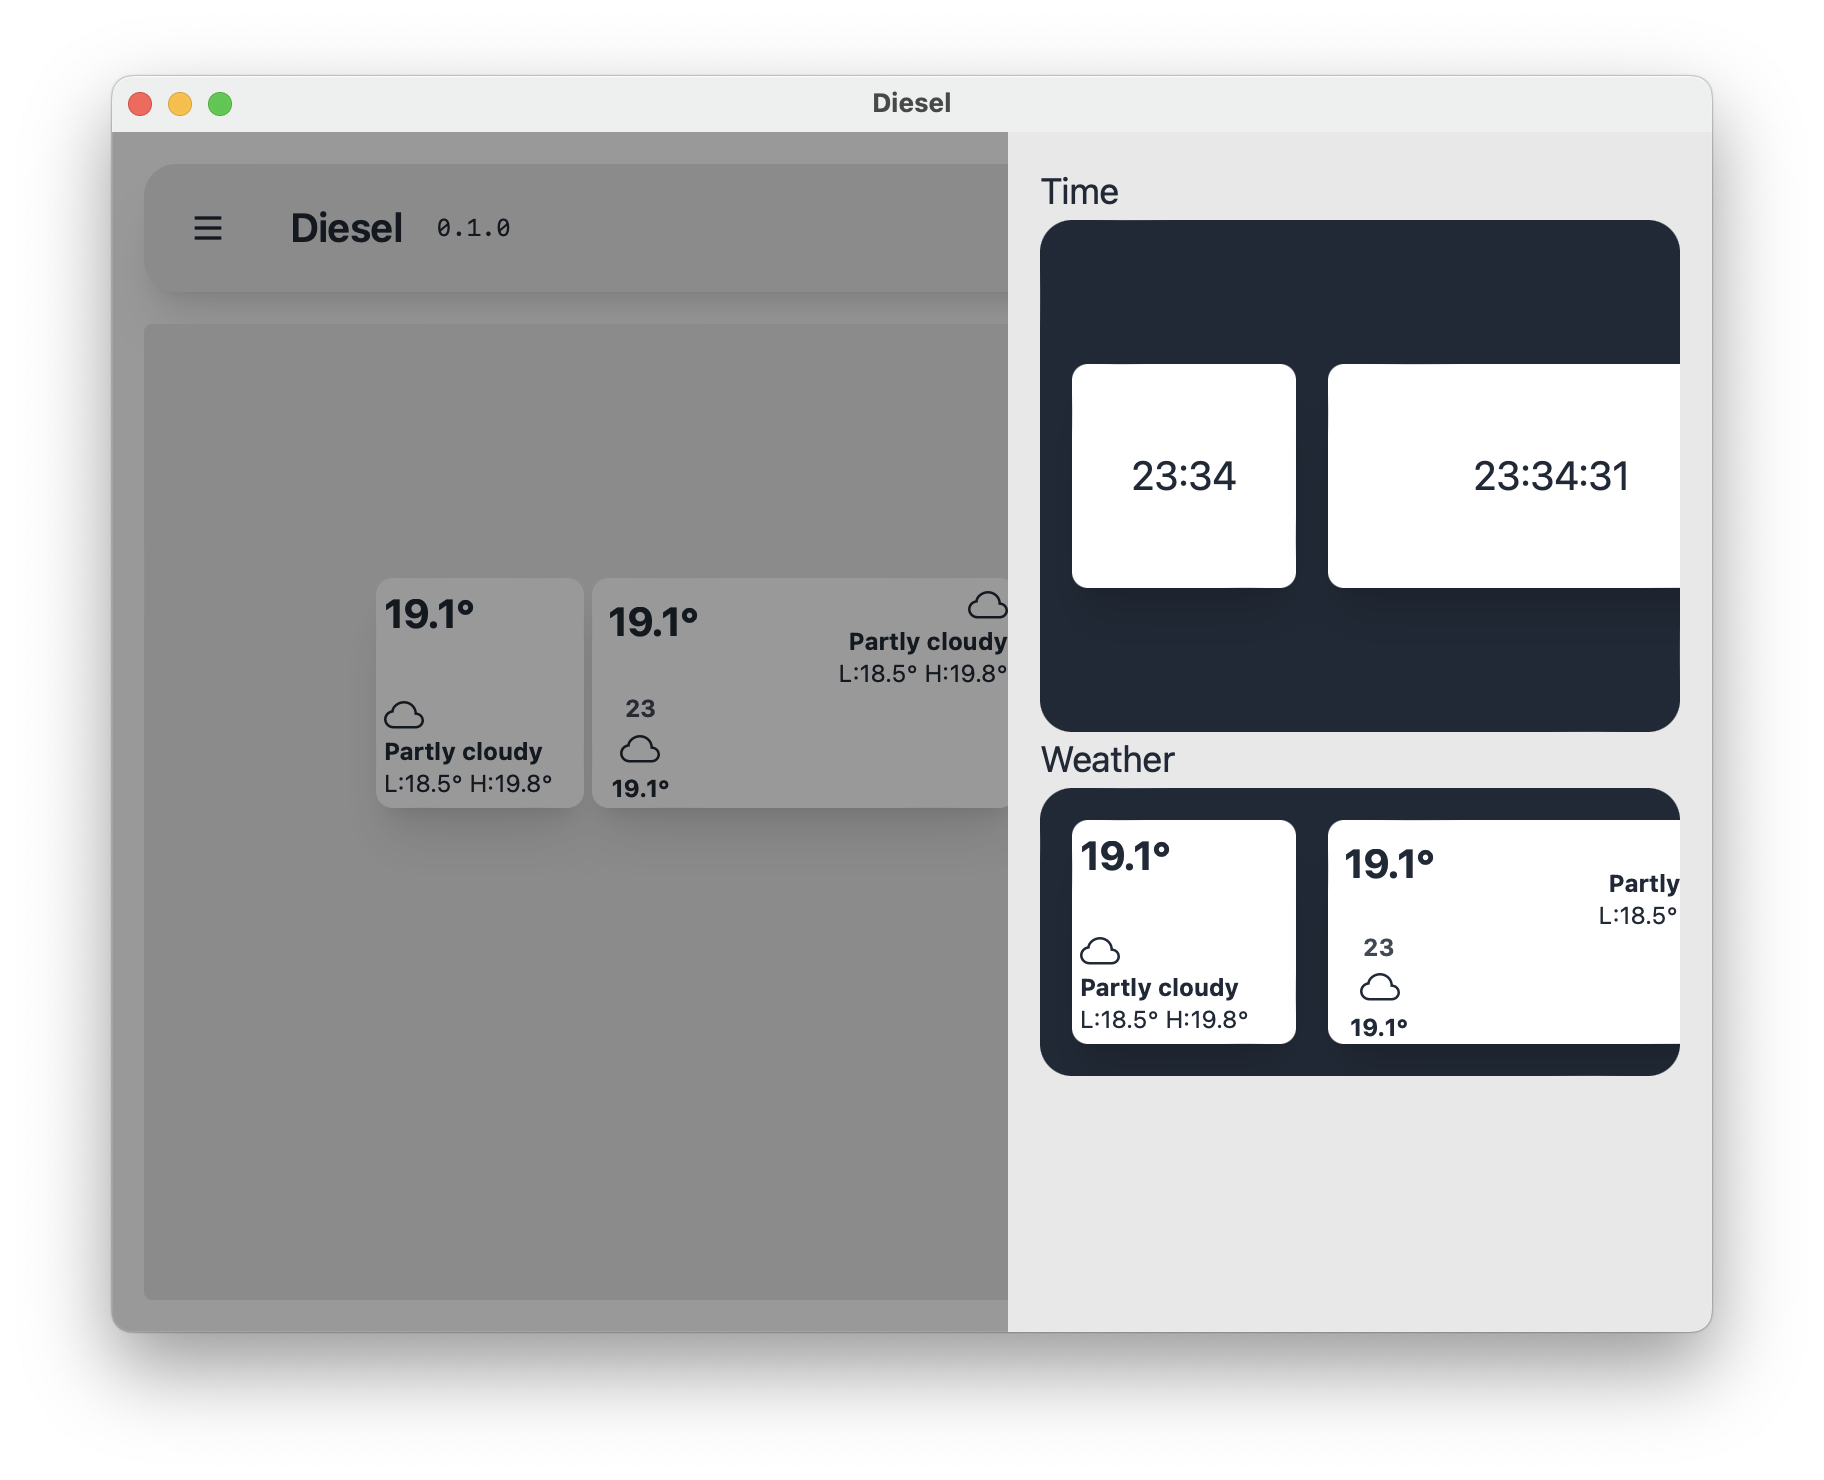 Diesel
Diesel 0.1.0
19.1°
Partly cloudy
L:18.5° H:19.8°
19.1°
Partly cloudy
L:18.5° H:19.8°
23
19.1°
Time
23:34
23:34:31
Weather
19.1°
Partly cloudy
L:18.5° H:19.8°
19.1°
Partly
L:18.5°
23
19.1°